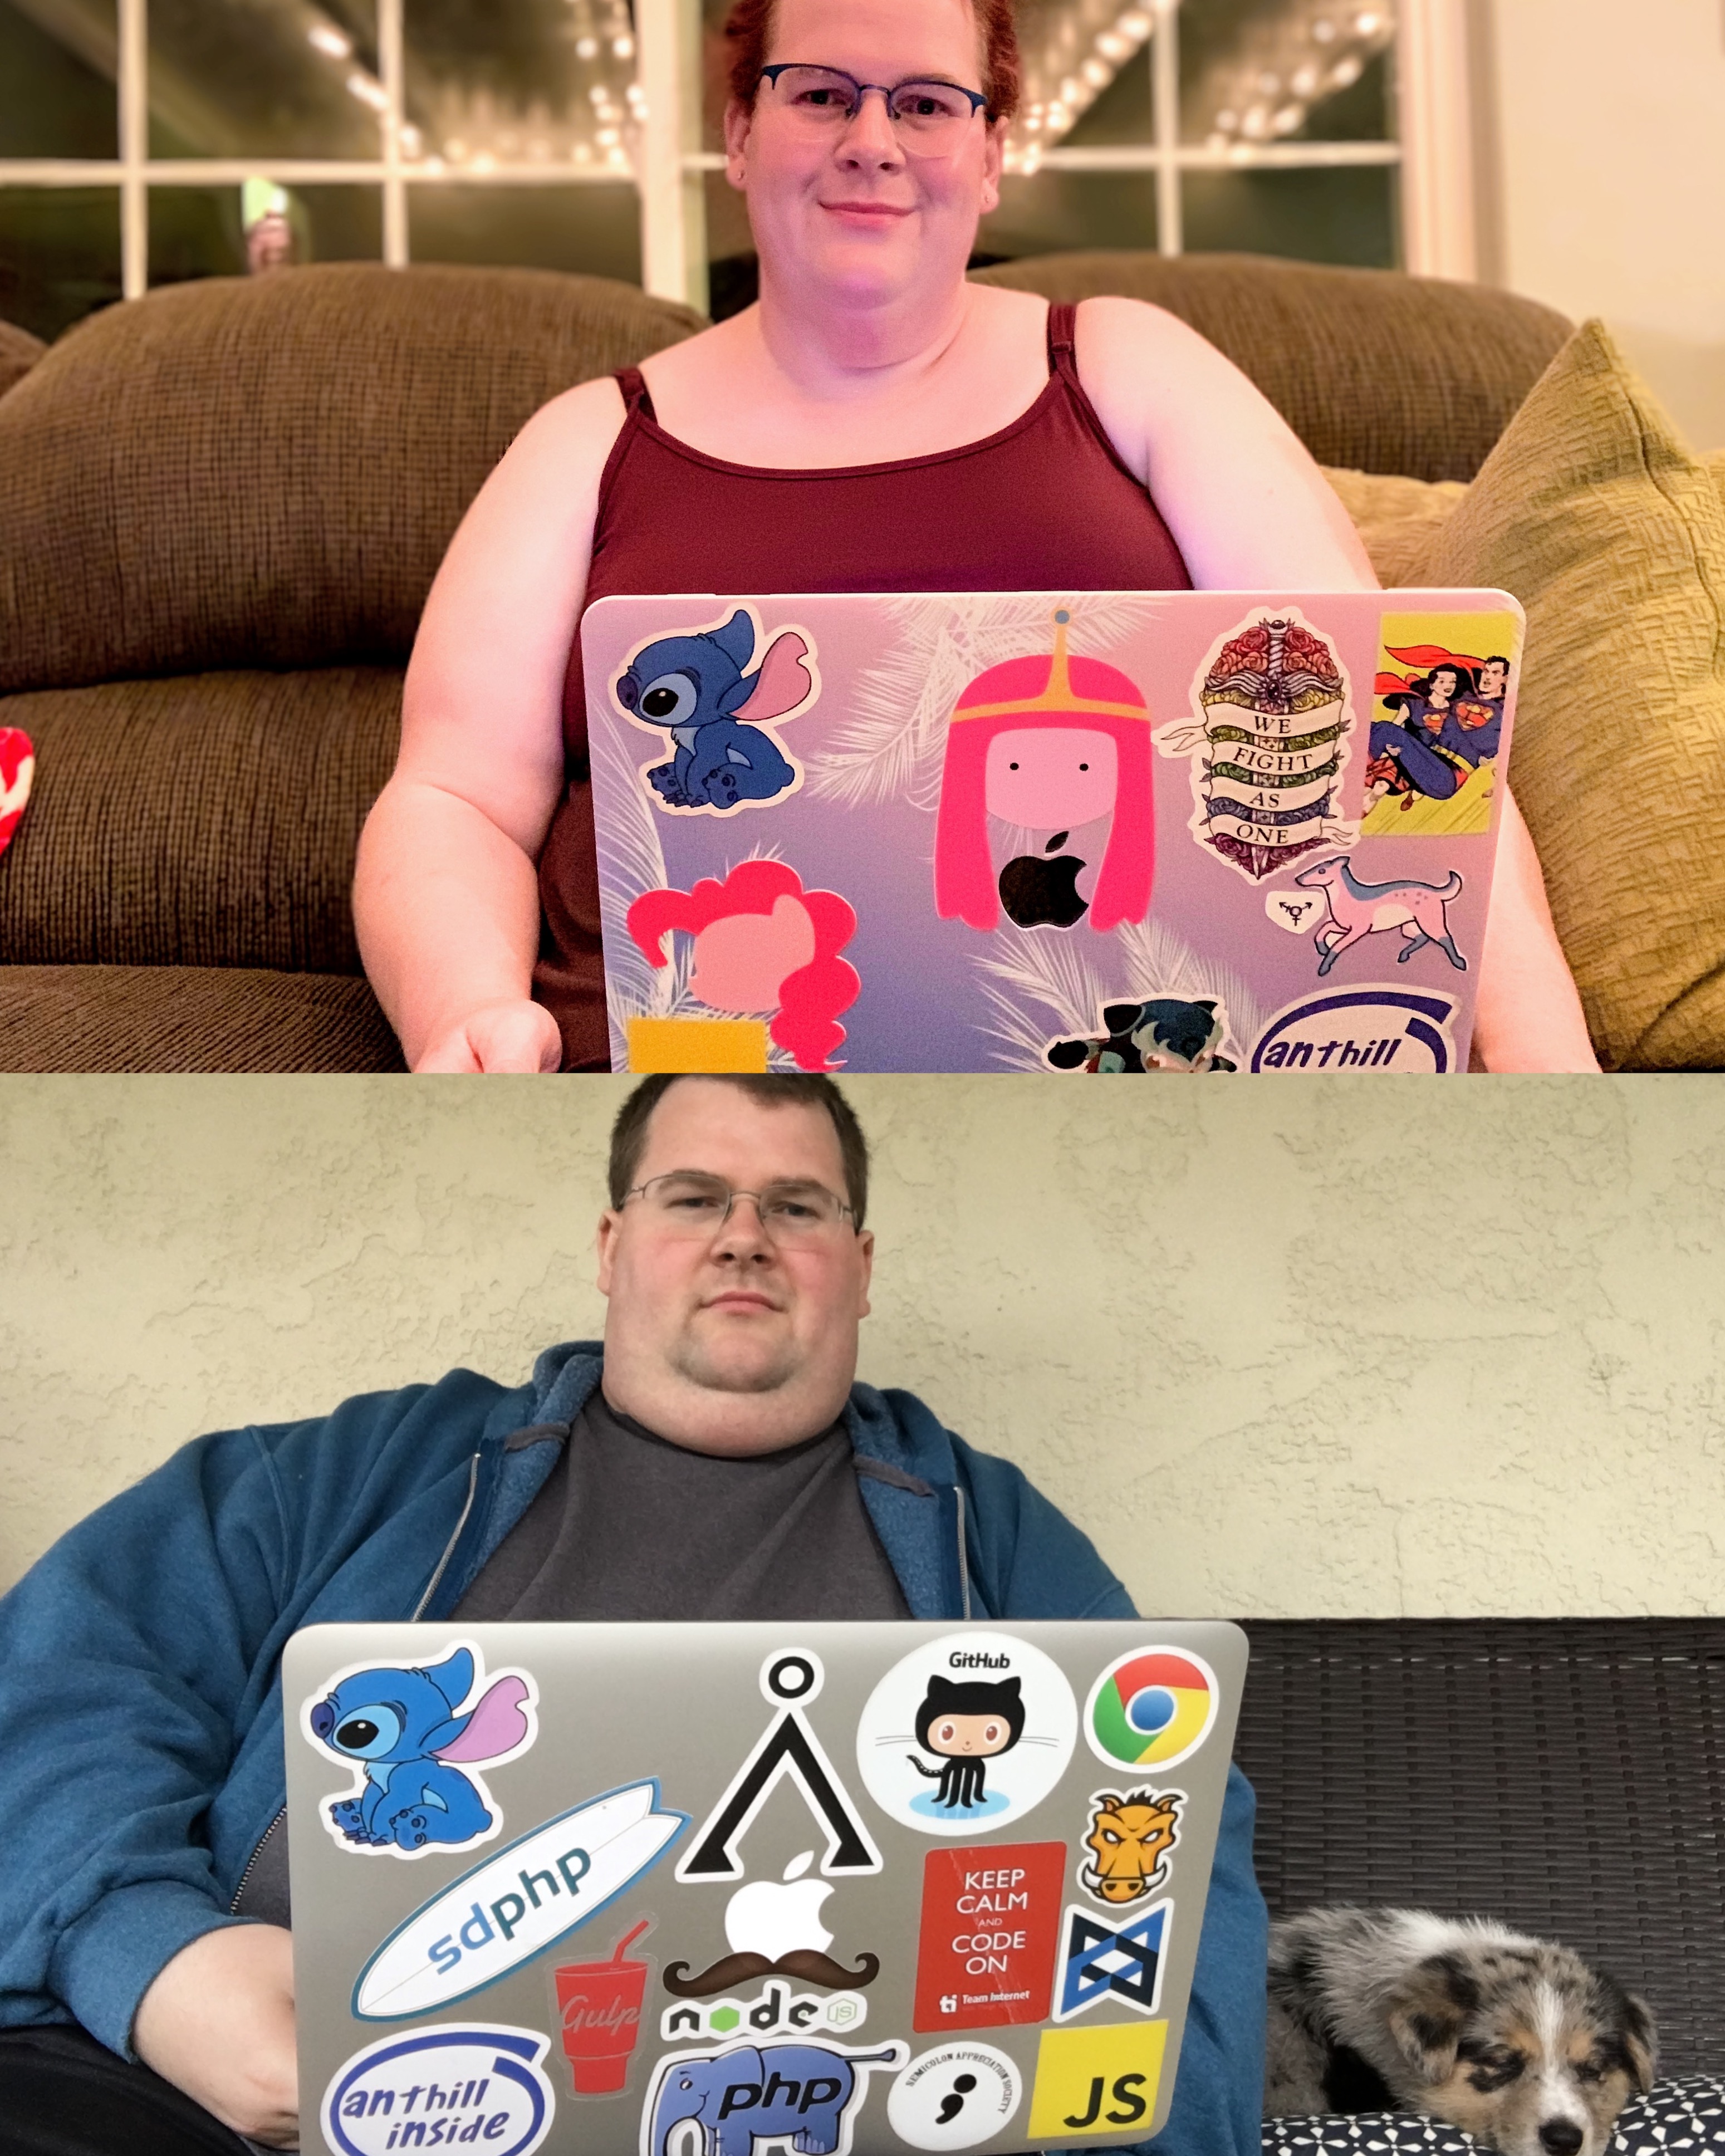 WE
FIGHT
AS
ONE
anthill
GitHub
sdphp
KEEP
CALM
AND
CODE
ON
Team Internet
Gulp
node
JS
anthill
inside
php
SEMICOLON APPRECIATION SOCIETY
;
JS